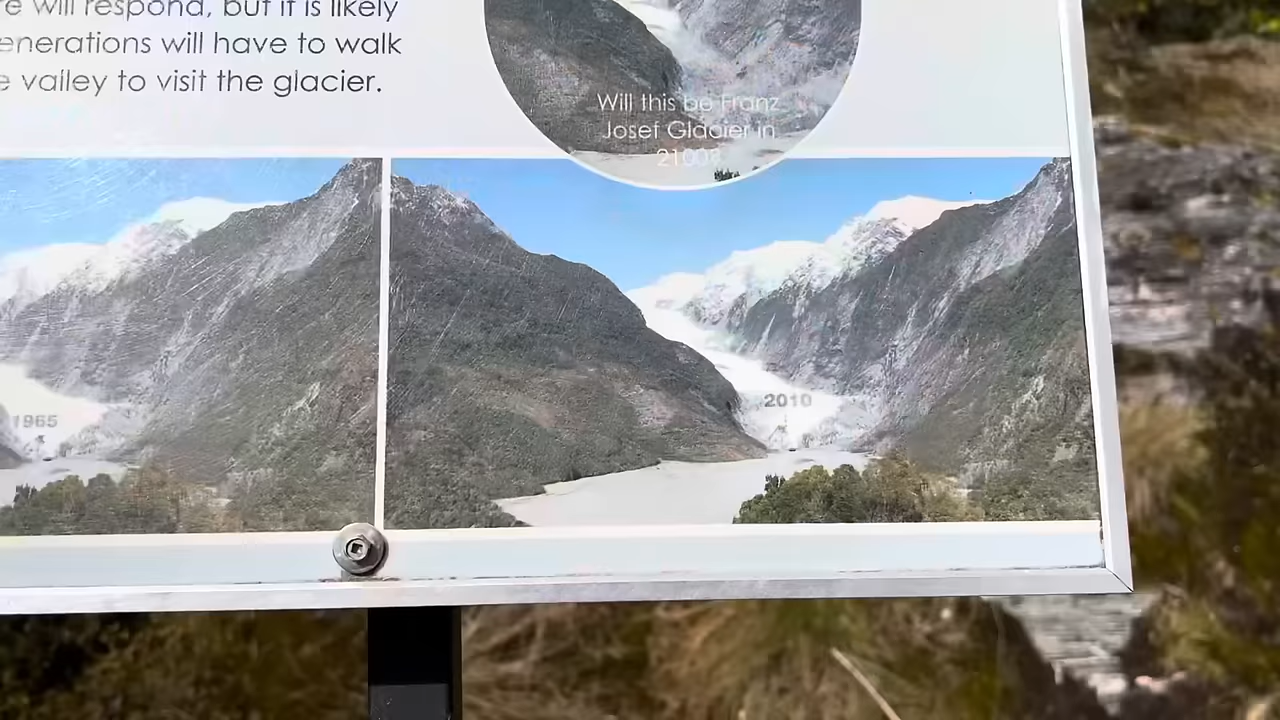 re will respond, but it is likely
enerations will have to walk
e valley to visit the glacier.
Will this be Franz
Josef Glacier in
2100?
1965
2010